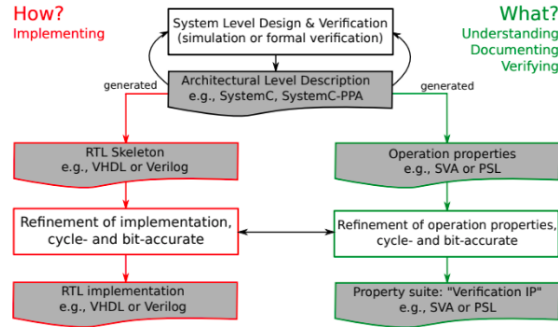 How?
Implementing
System Level Design & Verification
(simulation or formal verification)
What?
Understanding
Documenting
Verifying
generated
Architectural Level Description
e.g., SystemC, SystemC-PPA
generated
RTL Skeleton
e.g., VHDL or Verilog
Operation properties
e.g., SVA or PSL
Refinement of implementation,
cycle- and bit-accurate
Refinement of operation properties,
cycle- and bit-accurate
RTL implementation
e.g., VHDL or Verilog
Property suite: "Verification IP"
e.g., SVA or PSL